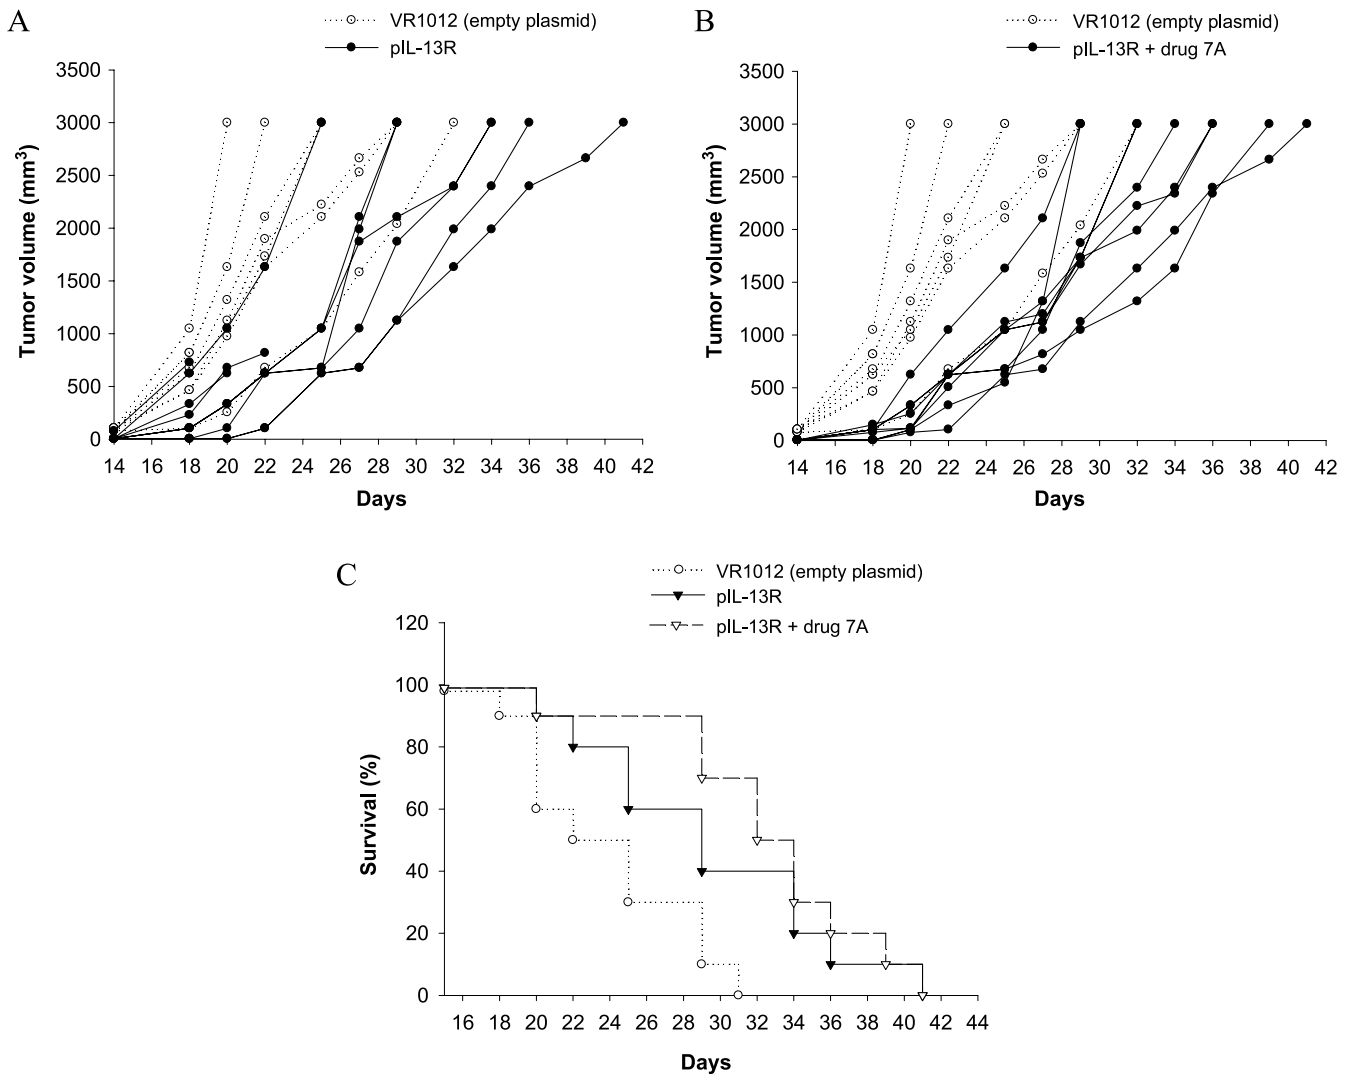 A
VR1012 (empty plasmid)
pIL-13R
3500
3000
2500
2000
1500
1000
500
0
Tumor volume (mm³)
14 16 18 20 22 24 26 28 30 32 34 36 38 40 42
Days
B
VR1012 (empty plasmid)
pIL-13R + drug 7A
3500
3000
2500
2000
1500
1000
500
0
Tumor volume (mm³)
14 16 18 20 22 24 26 28 30 32 34 36 38 40 42
Days
C
VR1012 (empty plasmid)
pIL-13R
pIL-13R + drug 7A
120
100
80
60
40
20
0
Survival (%)
16 18 20 22 24 26 28 30 32 34 36 38 40 42 44
Days